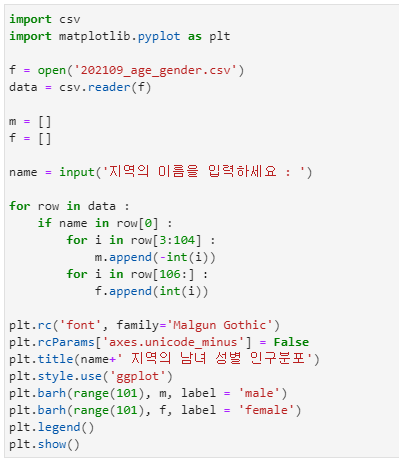 import csv
import matplotlib.pyplot as plt
f = open('202109_age_gender.csv')
data = csv.reader(f)
m = []
f = []
name = input('지역의 이름을 입력하세요 : ')
for row in data :
    if name in row[0] :
        for i in row[3:104] :
            m.append(-int(i))
        for i in row[106:] :
            f.append(int(i))
plt.rc('font', family='Malgun Gothic')
plt.rcParams['axes.unicode_minus'] = False
plt.title(name+' 지역의 남녀 성별 인구분포')
plt.style.use('ggplot')
plt.barh(range(101), m, label = 'male')
plt.barh(range(101), f, label = 'female')
plt.legend()
plt.show()